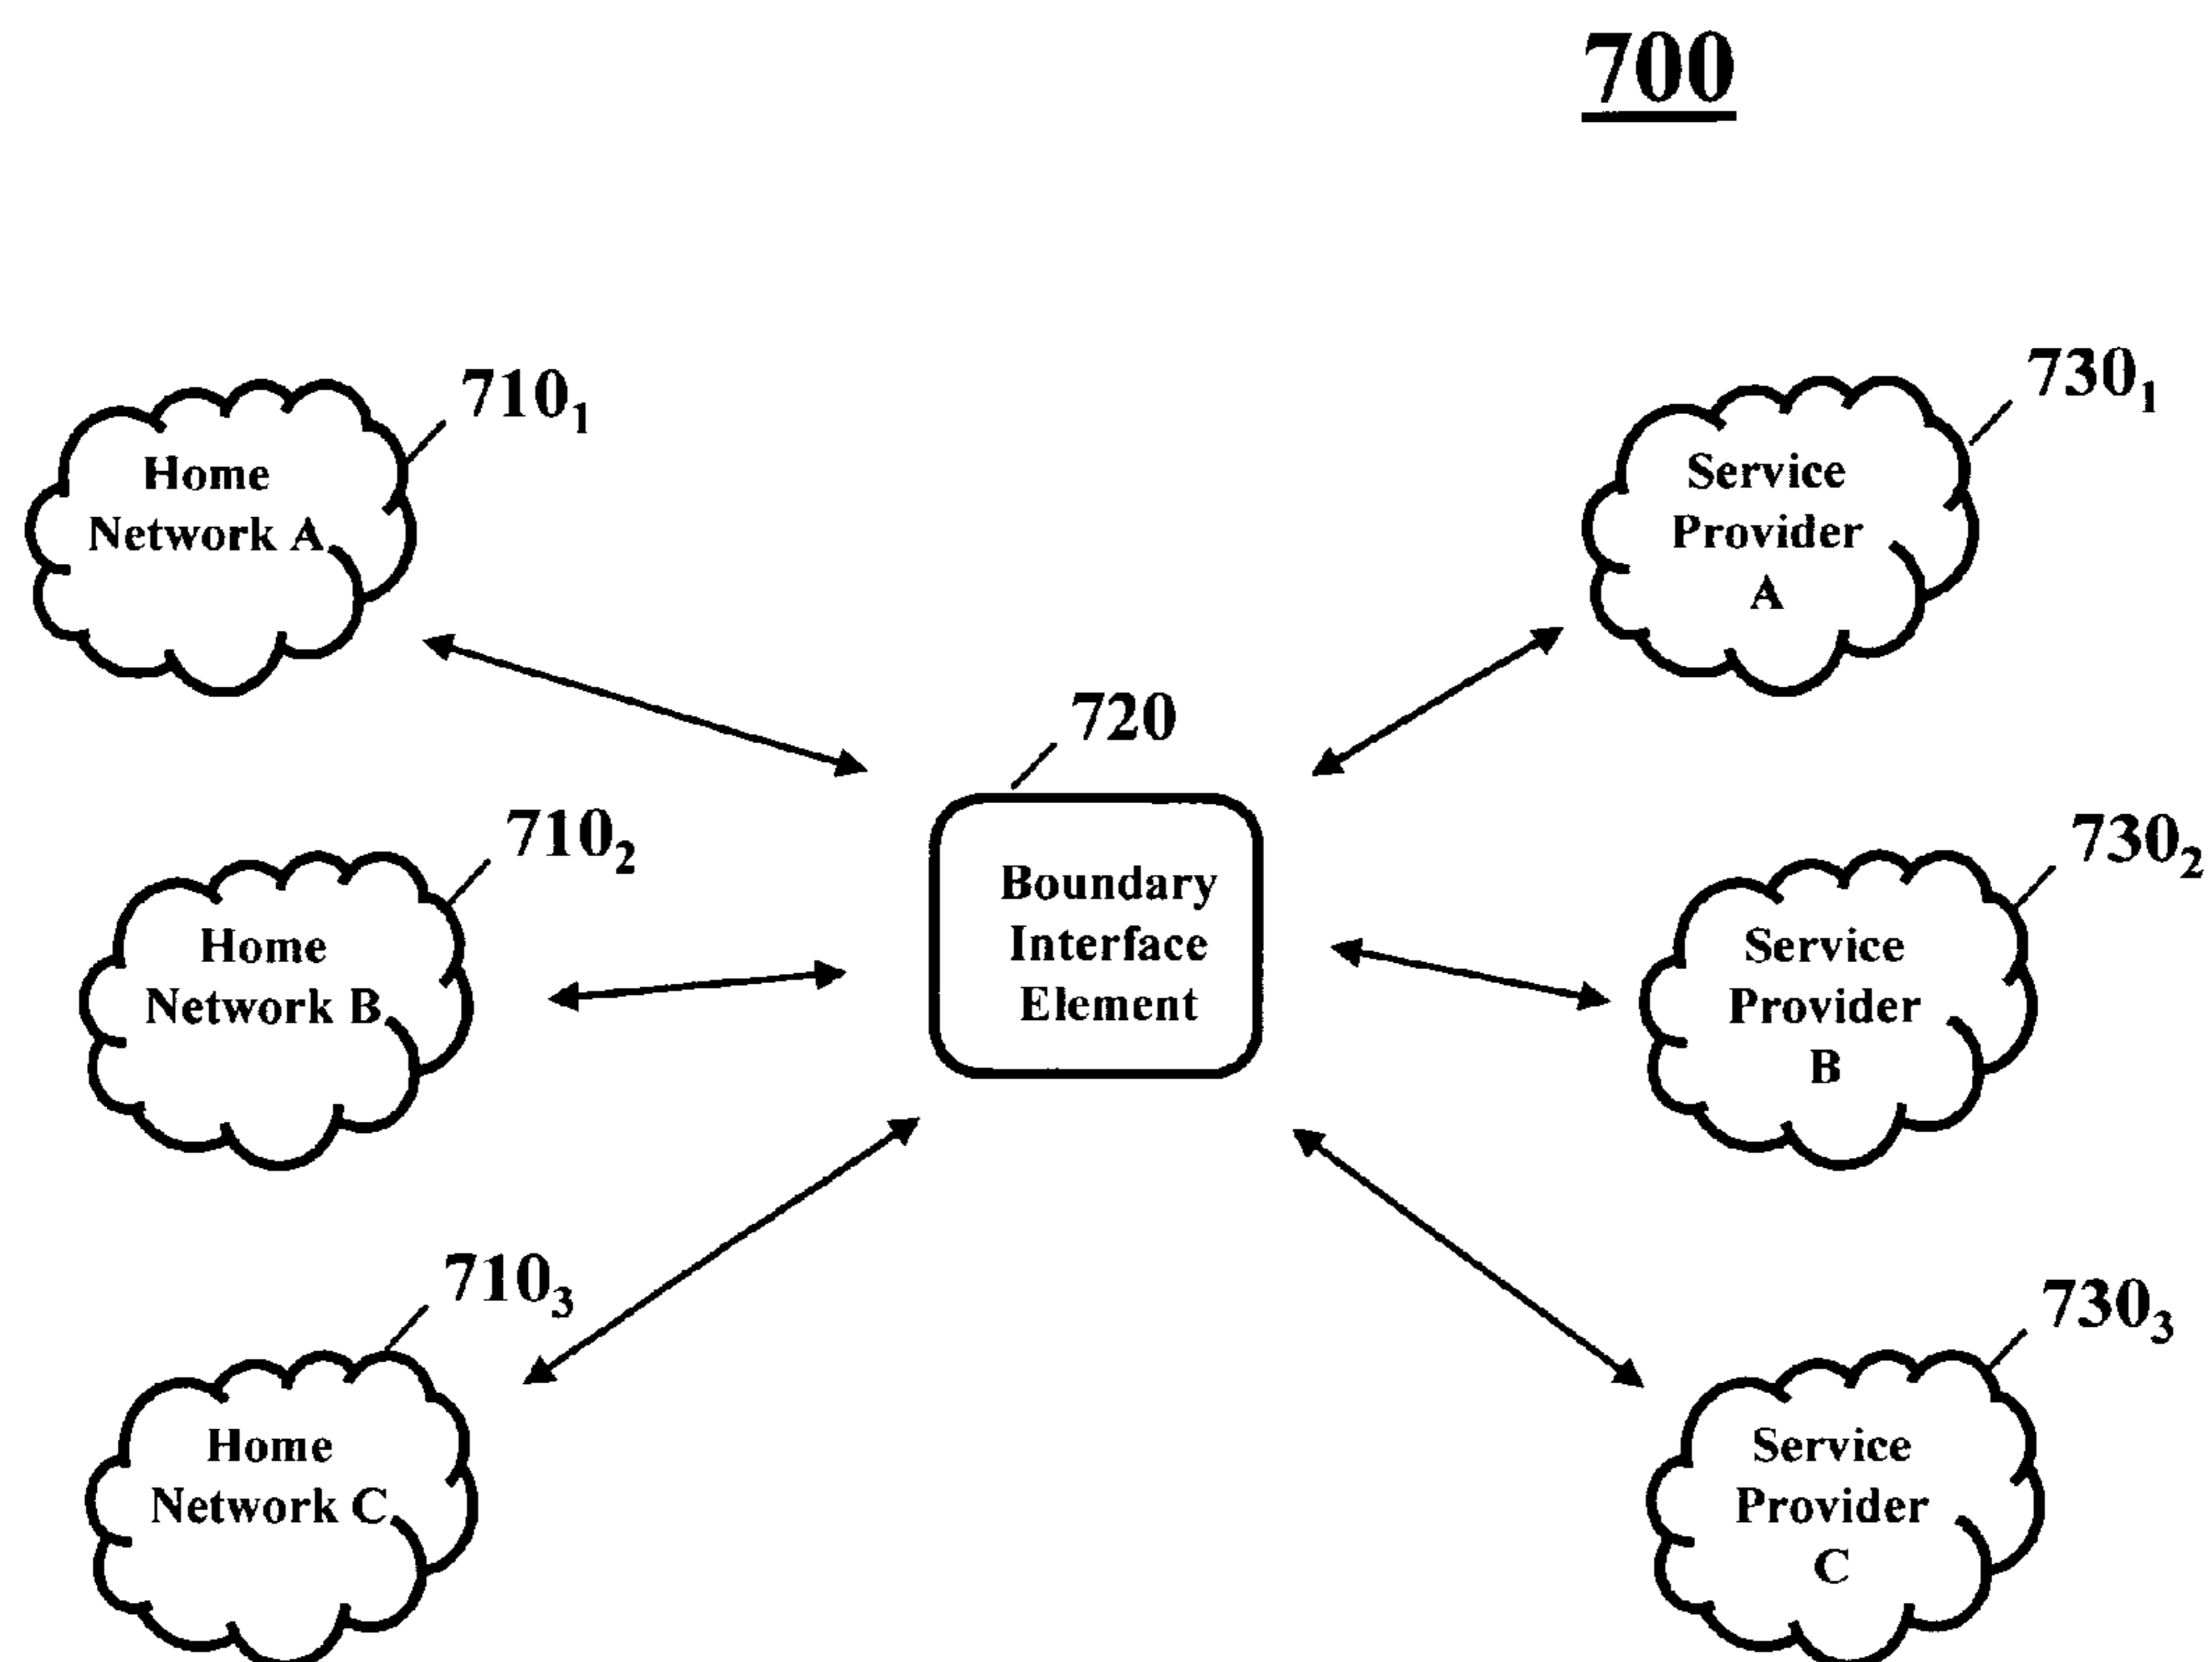 700
710₁
Home
Network A
730₁
Service
Provider
A
720
Boundary
Interface
Element
710₂
Home
Network B
730₂
Service
Provider
B
710₃
Home
Network C
730₃
Service
Provider
C